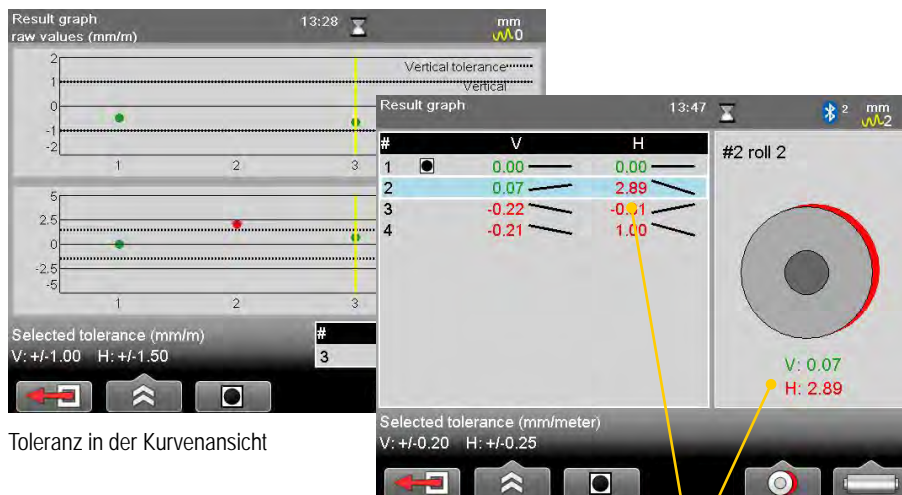 Result graph
raw values (mm/m)
13:28
mm
0
2
1
0
-1
-2
Vertical tolerance
Vertical
1 2 3
5
2.5
0
-2.5
-5
1 2 3
Selected tolerance (mm/m)
V: +/-1.00 H: +/-1.50
#
3
Toleranz in der Kurvenansicht
Result graph
13:47
2
mm
2
# V H
1 0.00 0.00
2 0.07 2.89
3 -0.22
4 -0.21 1.00
#2 roll 2
V: 0.07
H: 2.89
Selected tolerance (mm/meter)
V: +/-0.20 H: +/-0.25